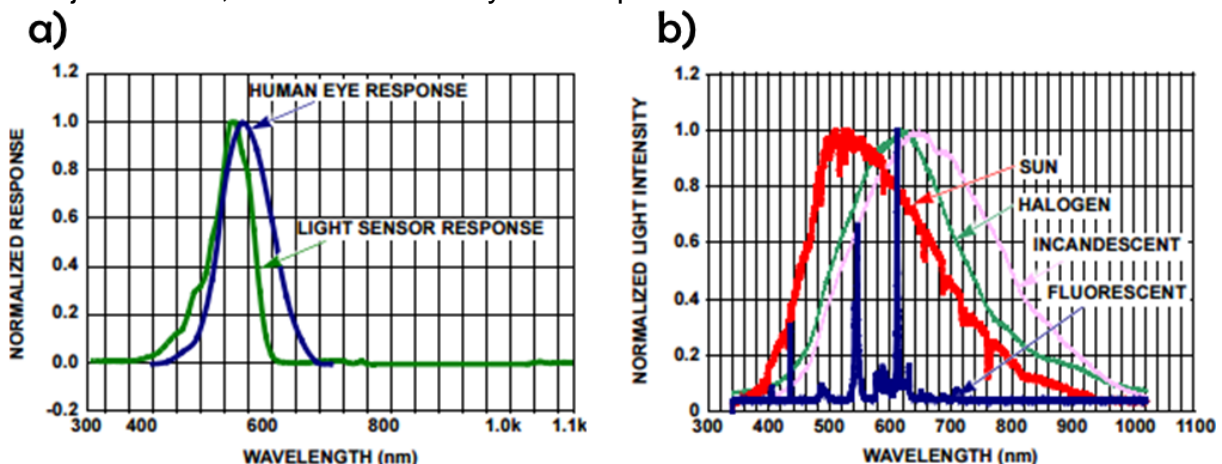 a)
1.2
1.0
0.8
0.6
0.4
0.2
0.0
-0.2
NORMALIZED RESPONSE
HUMAN EYE RESPONSE
LIGHT SENSOR RESPONSE
300 400 600 800 1.0k 1.1k
WAVELENGTH (nm)
b)
1.2
1.0
0.8
0.6
0.4
0.2
0
NORMALIZED LIGHT INTENSITY
SUN
HALOGEN
INCANDESCENT
FLUORESCENT
300 400 500 600 700 800 900 1000 1100
WAVELENGTH (nm)